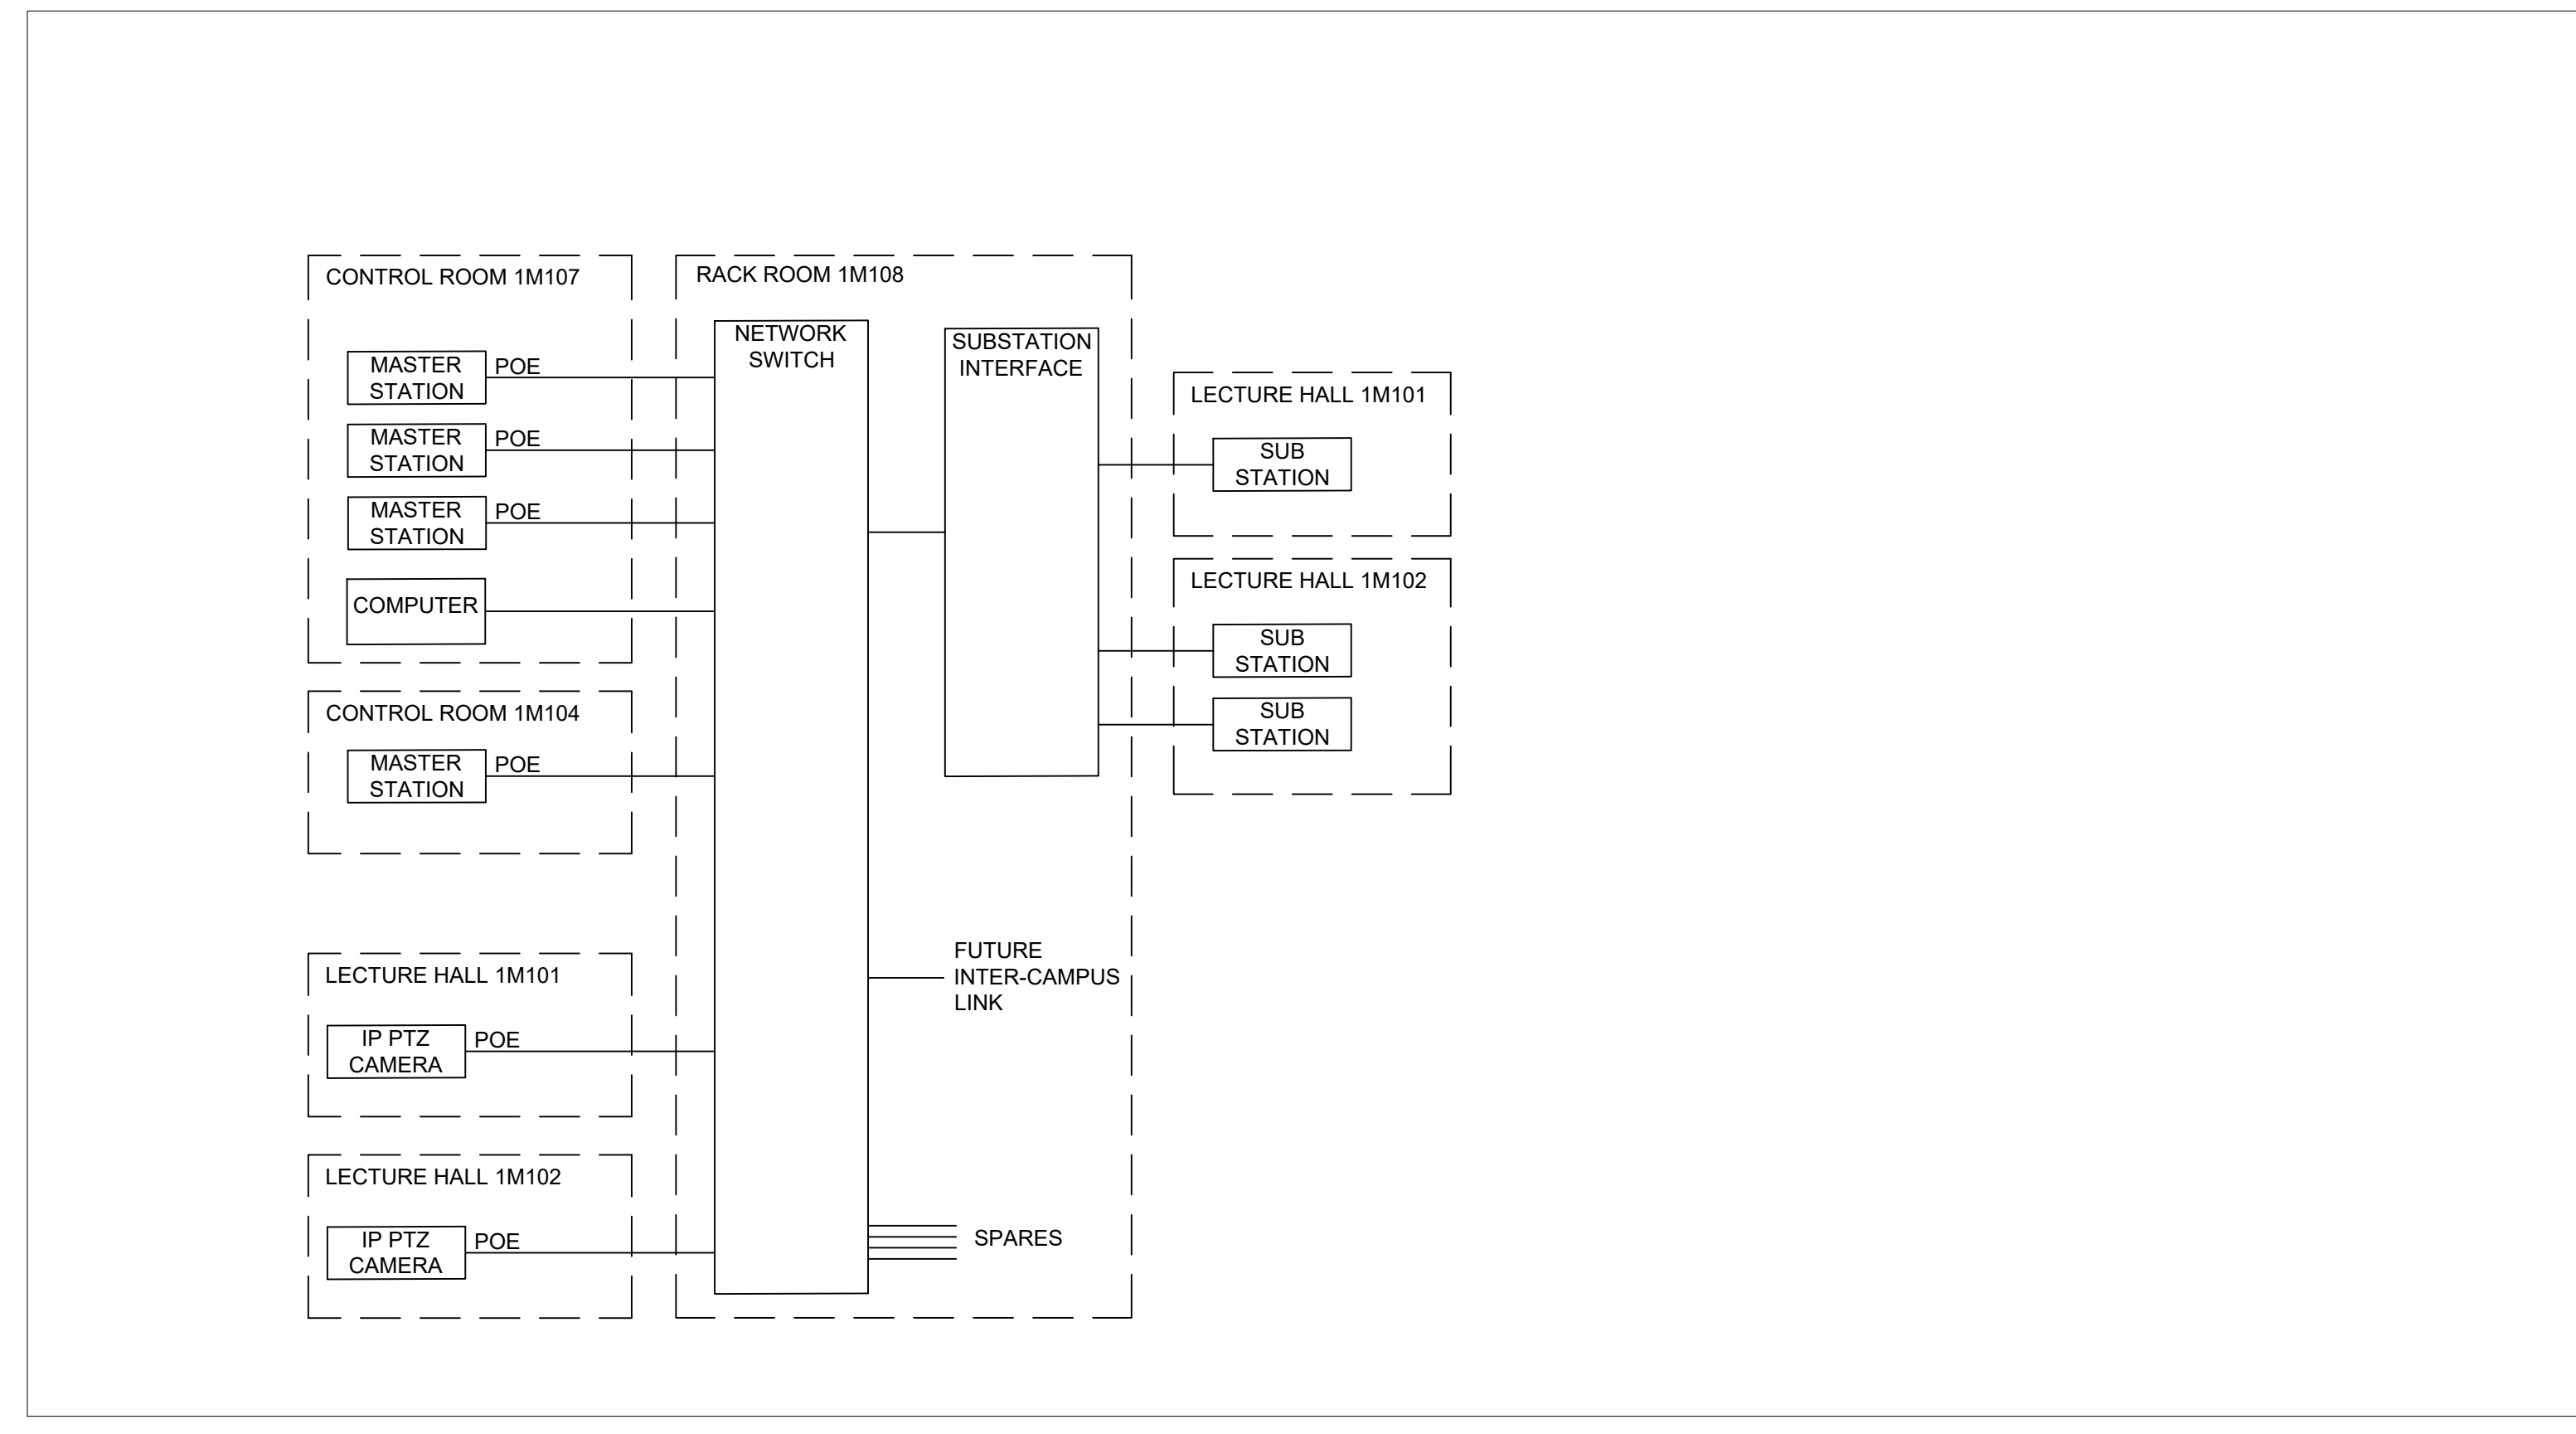 CONTROL ROOM 1M107
MASTER
STATION
POE
MASTER
STATION
POE
MASTER
STATION
POE
COMPUTER
CONTROL ROOM 1M104
MASTER
STATION
POE
LECTURE HALL 1M101
IP PTZ
CAMERA
POE
LECTURE HALL 1M102
IP PTZ
CAMERA
POE
RACK ROOM 1M108
NETWORK
SWITCH
SUBSTATION
INTERFACE
FUTURE
INTER-CAMPUS
LINK
SPARES
LECTURE HALL 1M101
SUB
STATION
LECTURE HALL 1M102
SUB
STATION
SUB
STATION